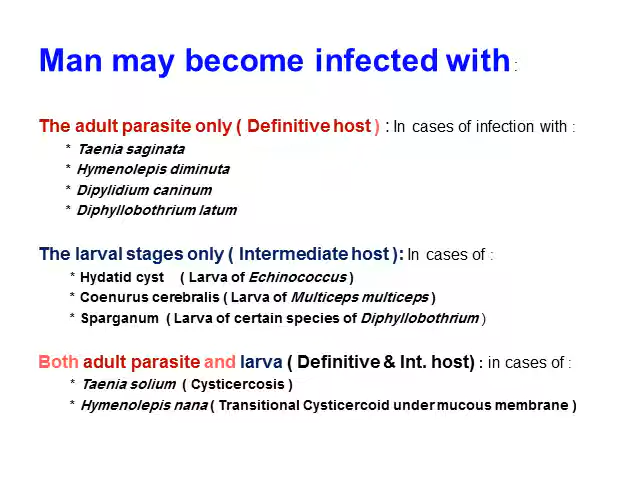 Man may become infected with :
The adult parasite only ( Definitive host ) : In cases of infection with :
* Taenia saginata
* Hymenolepis diminuta
* Dipylidium caninum
* Diphyllobothrium latum
The larval stages only ( Intermediate host ): In cases of :
* Hydatid cyst ( Larva of Echinococcus )
* Coenurus cerebralis ( Larva of Multiceps multiceps )
* Sparganum ( Larva of certain species of Diphyllobothrium )
Both adult parasite and larva ( Definitive & Int. host) : in cases of :
* Taenia solium ( Cysticercosis )
* Hymenolepis nana ( Transitional Cysticercoid under mucous membrane )